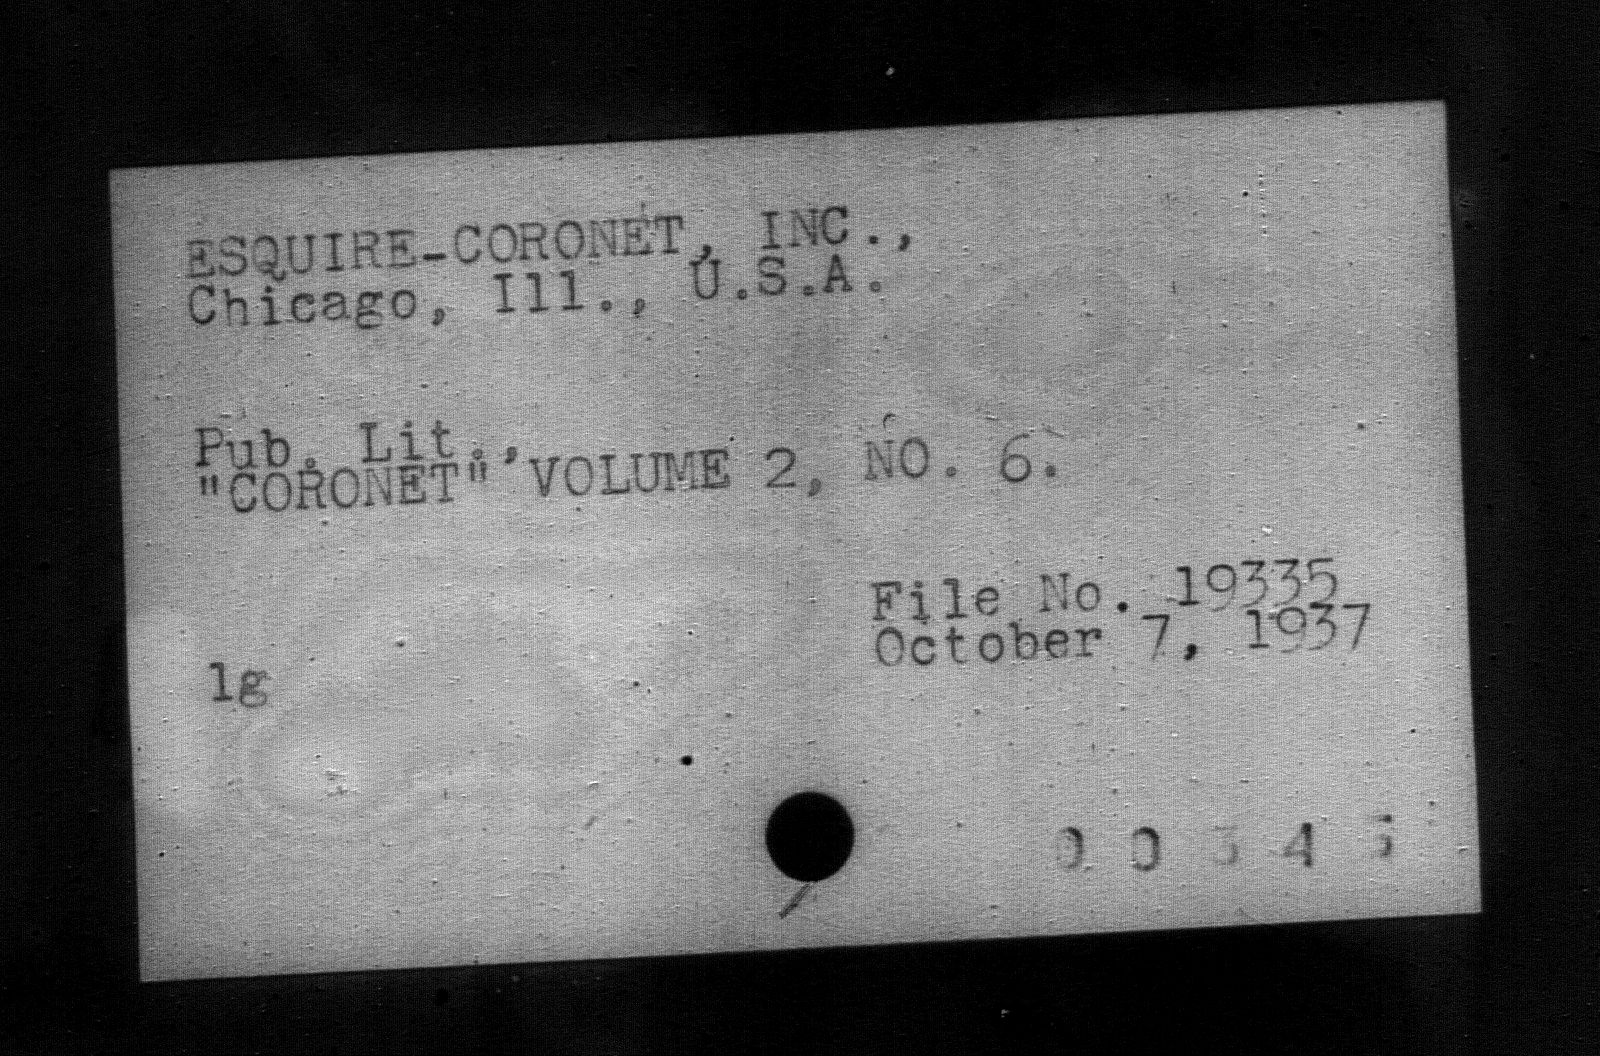 ESQUIRE-CORONET, INC.,
Chicago, Ill., U.S.A.
Pub. Lit.,
"CORONET" VOLUME 2, NO. 6.
File No. 19335
October 7, 1937
lg